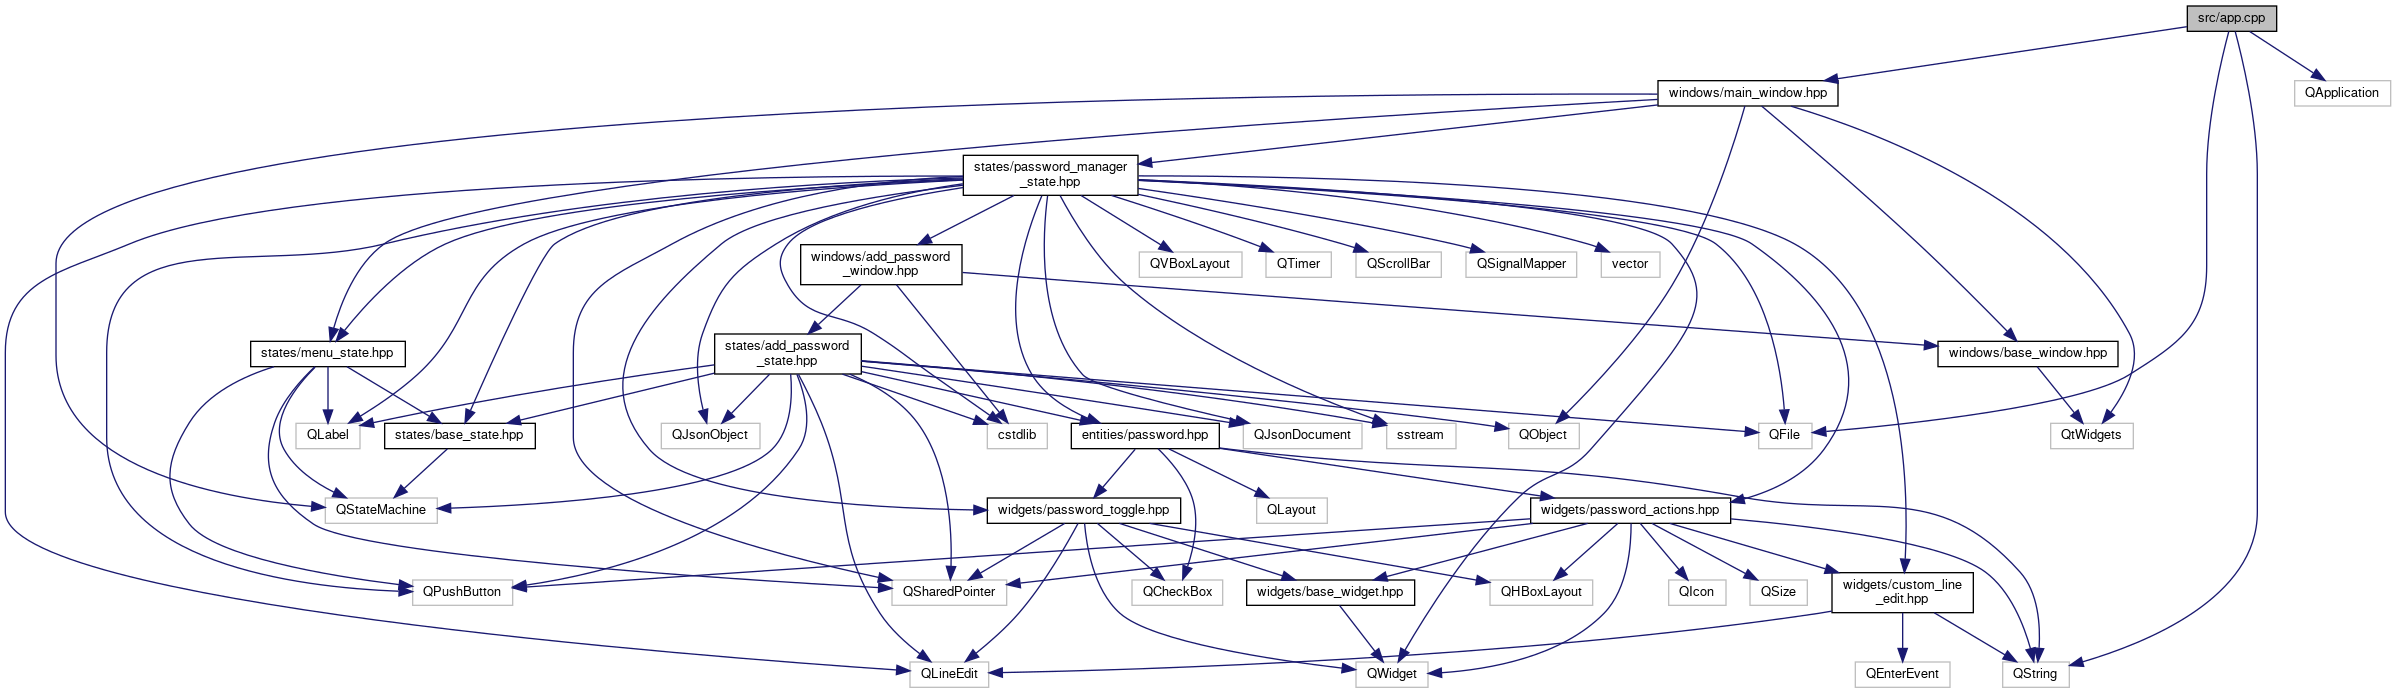 src/app.cpp
windows/main_window.hpp
QApplication
states/password_manager
_state.hpp
windows/add_password
_window.hpp
QVBoxLayout
QTimer
QScrollBar
QSignalMapper
vector
states/menu_state.hpp
states/add_password
_state.hpp
windows/base_window.hpp
QLabel
states/base_state.hpp
QJsonObject
cstdlib
entities/password.hpp
QJsonDocument
sstream
QObject
QFile
QtWidgets
QStateMachine
widgets/password_toggle.hpp
QLayout
widgets/password_actions.hpp
QPushButton
QSharedPointer
QCheckBox
widgets/base_widget.hpp
QHBoxLayout
QIcon
QSize
widgets/custom_line
_edit.hpp
QLineEdit
QWidget
QEnterEvent
QString